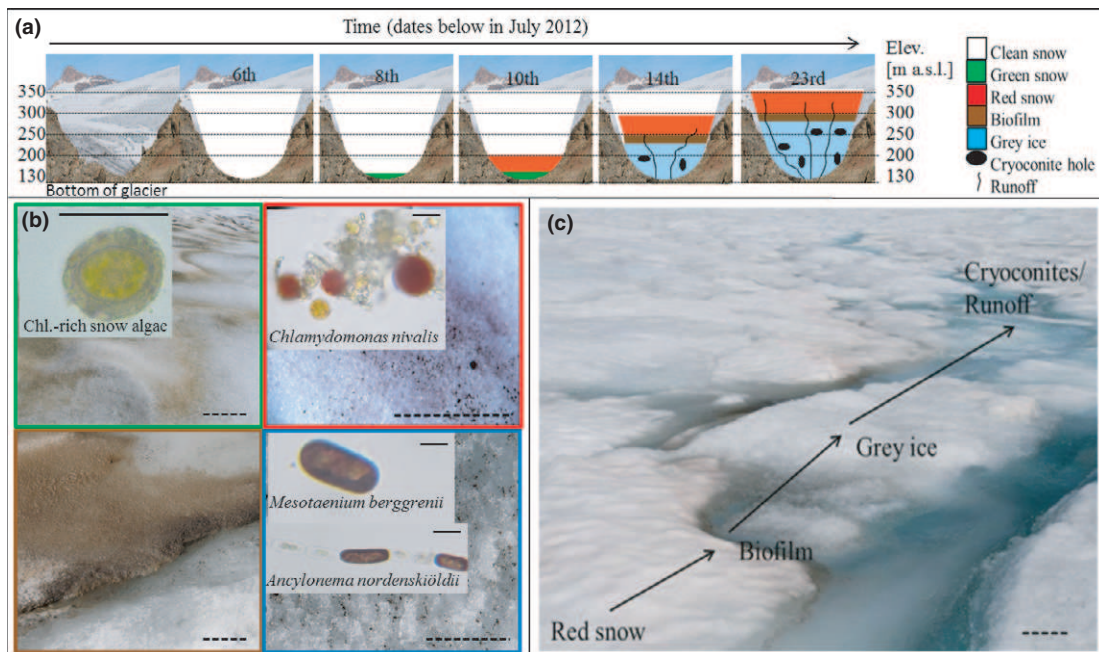 (a)
Time (dates below in July 2012)
6th
8th
10th
14th
23rd
Elev.
[m a.s.l.]
350
300
250
200
130
350
300
250
200
130
Bottom of glacier
Clean snow
Green snow
Red snow
Biofilm
Grey ice
Cryoconite hole
Runoff
(b)
Chl.-rich snow algae
Chlamydomonas nivalis
Mesotaenium berggrenii
Ancylonema nordenskiöldii
(c)
Cryoconites/
Runoff
Grey ice
Biofilm
Red snow